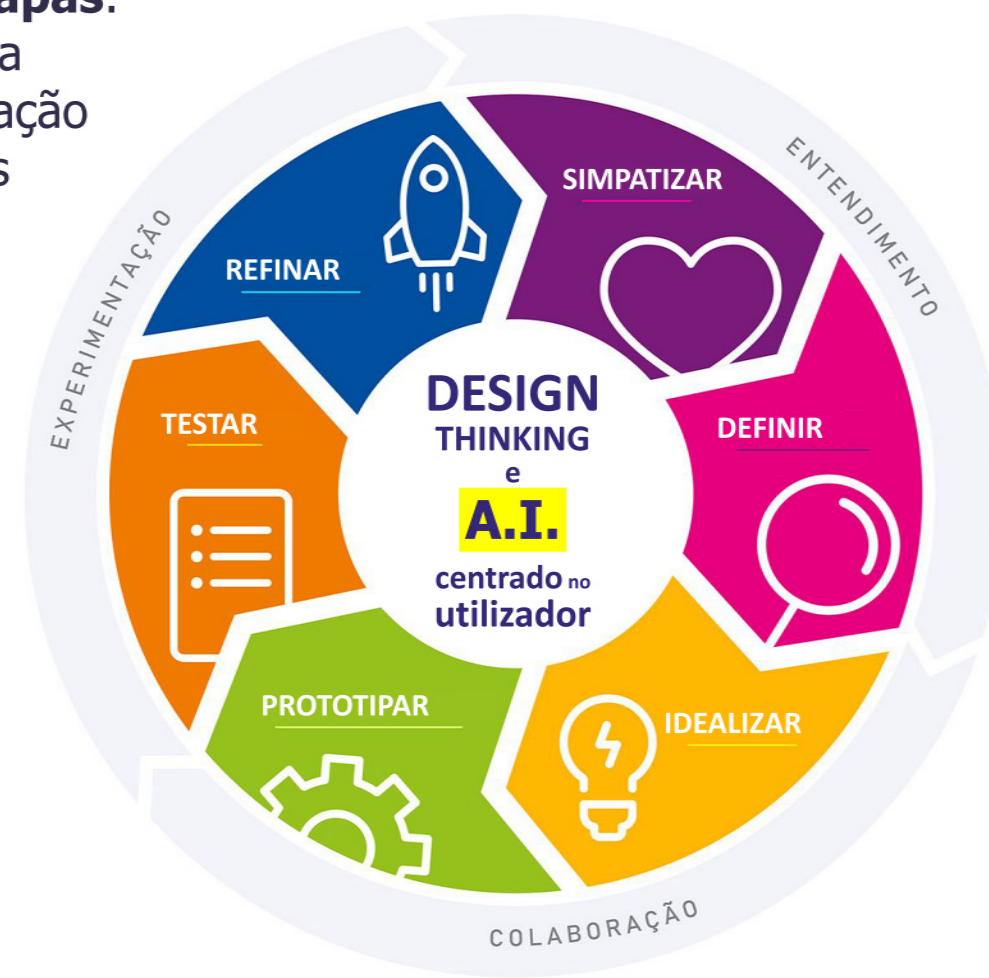 apas:
a
ação
s
EXPERIMENTAÇÃO
ENTENDIMENTO
COLABORAÇÃO
SIMPATIZAR
DEFINIR
IDEALIZAR
PROTOTIPAR
TESTAR
REFINAR
DESIGN
THINKING
e
A.I.
centrado no
utilizador